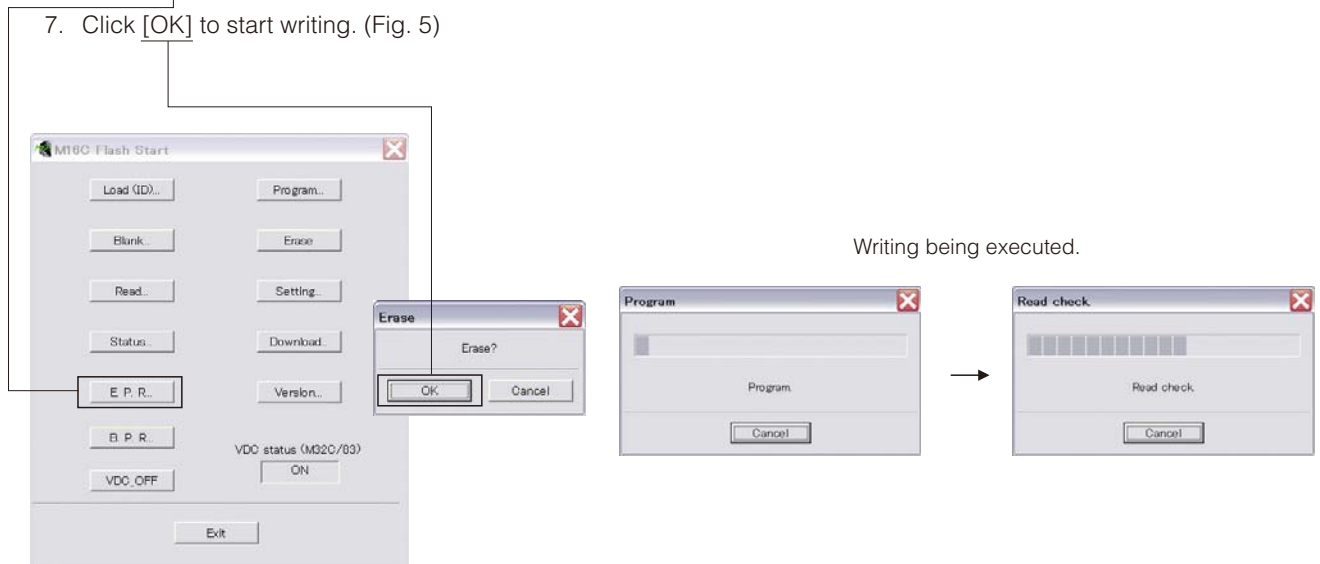 7. Click [OK] to start writing. (Fig. 5)
M16C Flash Start
Load (ID)... Program...
Blank... Erase
Read... Setting...
Status... Download...
E. P. R... Version...
B. P. R...
VDC status (M32C/83)
ON
VDC_OFF
Exit
Erase
Erase?
OK Cancel
Writing being executed.
Program
Program.
Cancel
Read check.
Read check.
Cancel